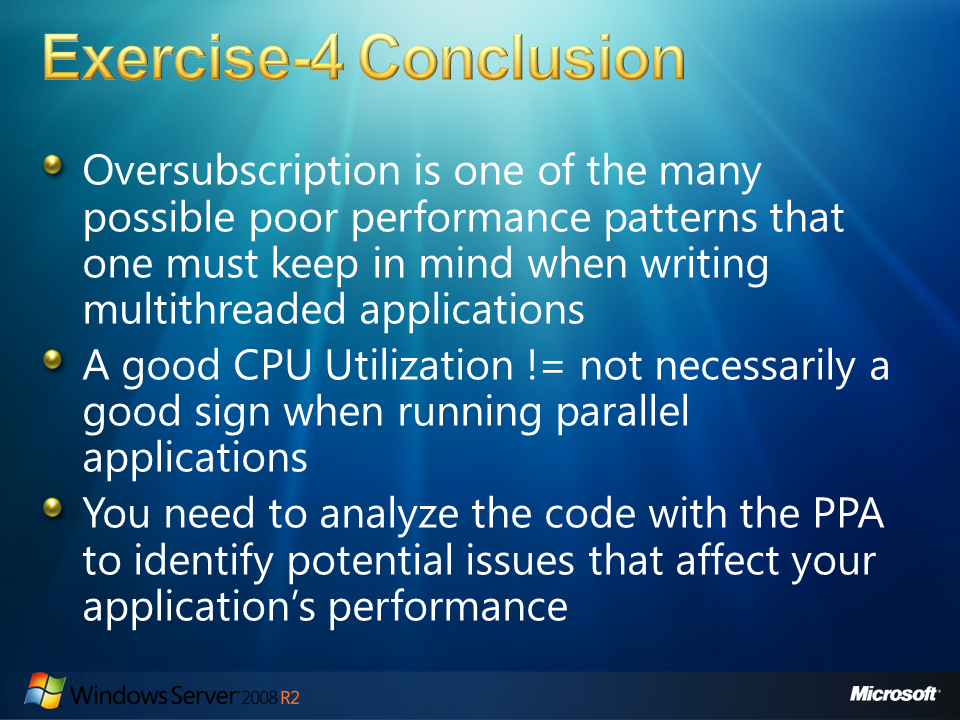 Exercise-4 Conclusion
Oversubscription is one of the many
possible poor performance patterns that
one must keep in mind when writing
multithreaded applications
A good CPU Utilization != not necessarily a
good sign when running parallel
applications
You need to analyze the code with the PPA
to identify potential issues that affect your
application’s performance
Windows Server 2008 R2
Microsoft